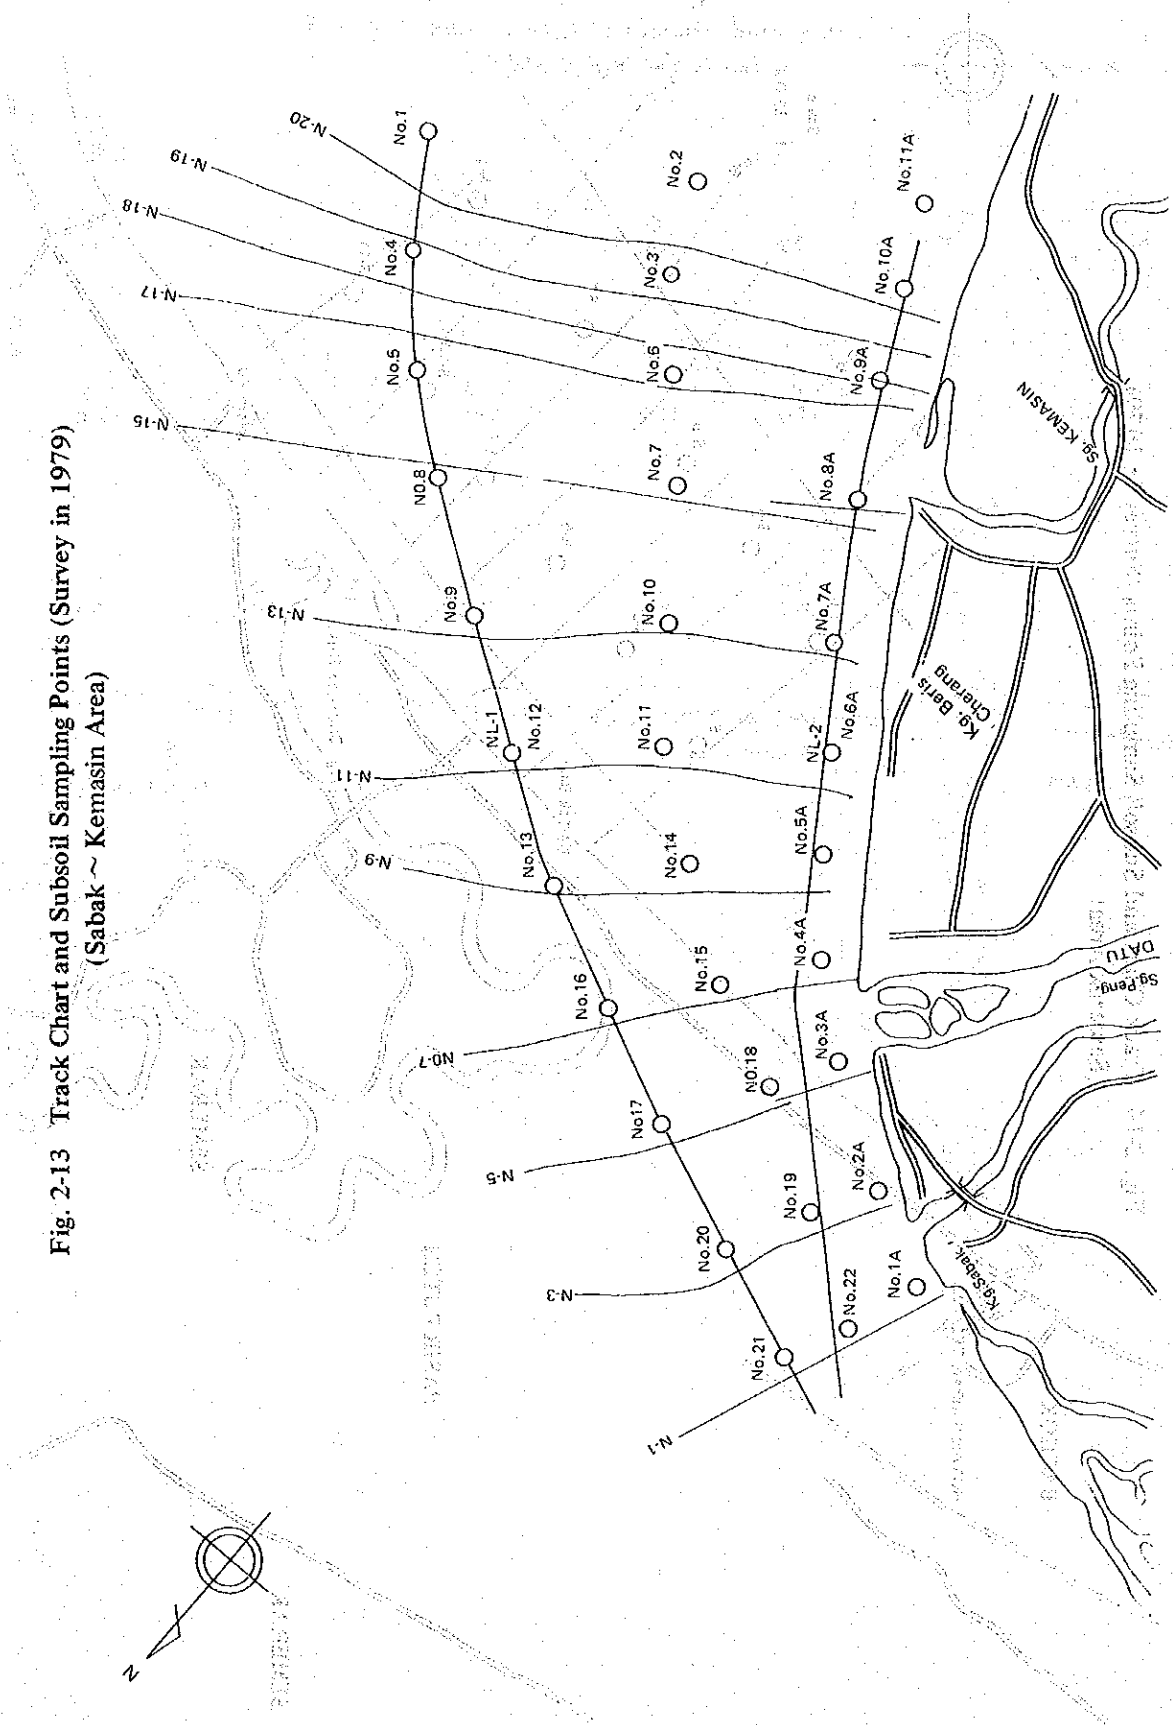 Fig. 2-13 Track Chart and Subsoil Sampling Points (Survey in 1979)
(Sabak ~ Kemasin Area)
N
N-1
N-3
N-5
N0-7
N-9
N-11
N-13
N-15
N-17
N-18
N-19
N-20
No.21
No.20
No17
No.16
No.13
NL-1
No.12
No.9
N0.8
No.5
No.4
No.1
No.22
No.19
N0.18
No.15
No.14
No.11
No.10
No.7
No.6
No.3
No.2
No.1A
No.2A
No.3A
No.4A
No.5A
NL-2
No.6A
No.7A
No.8A
No.9A
No.10A
No.11A
Kg.Sabak
Sg.Peng.
DATU
Kg. Baris
Cherang
Sg. KEMASIN